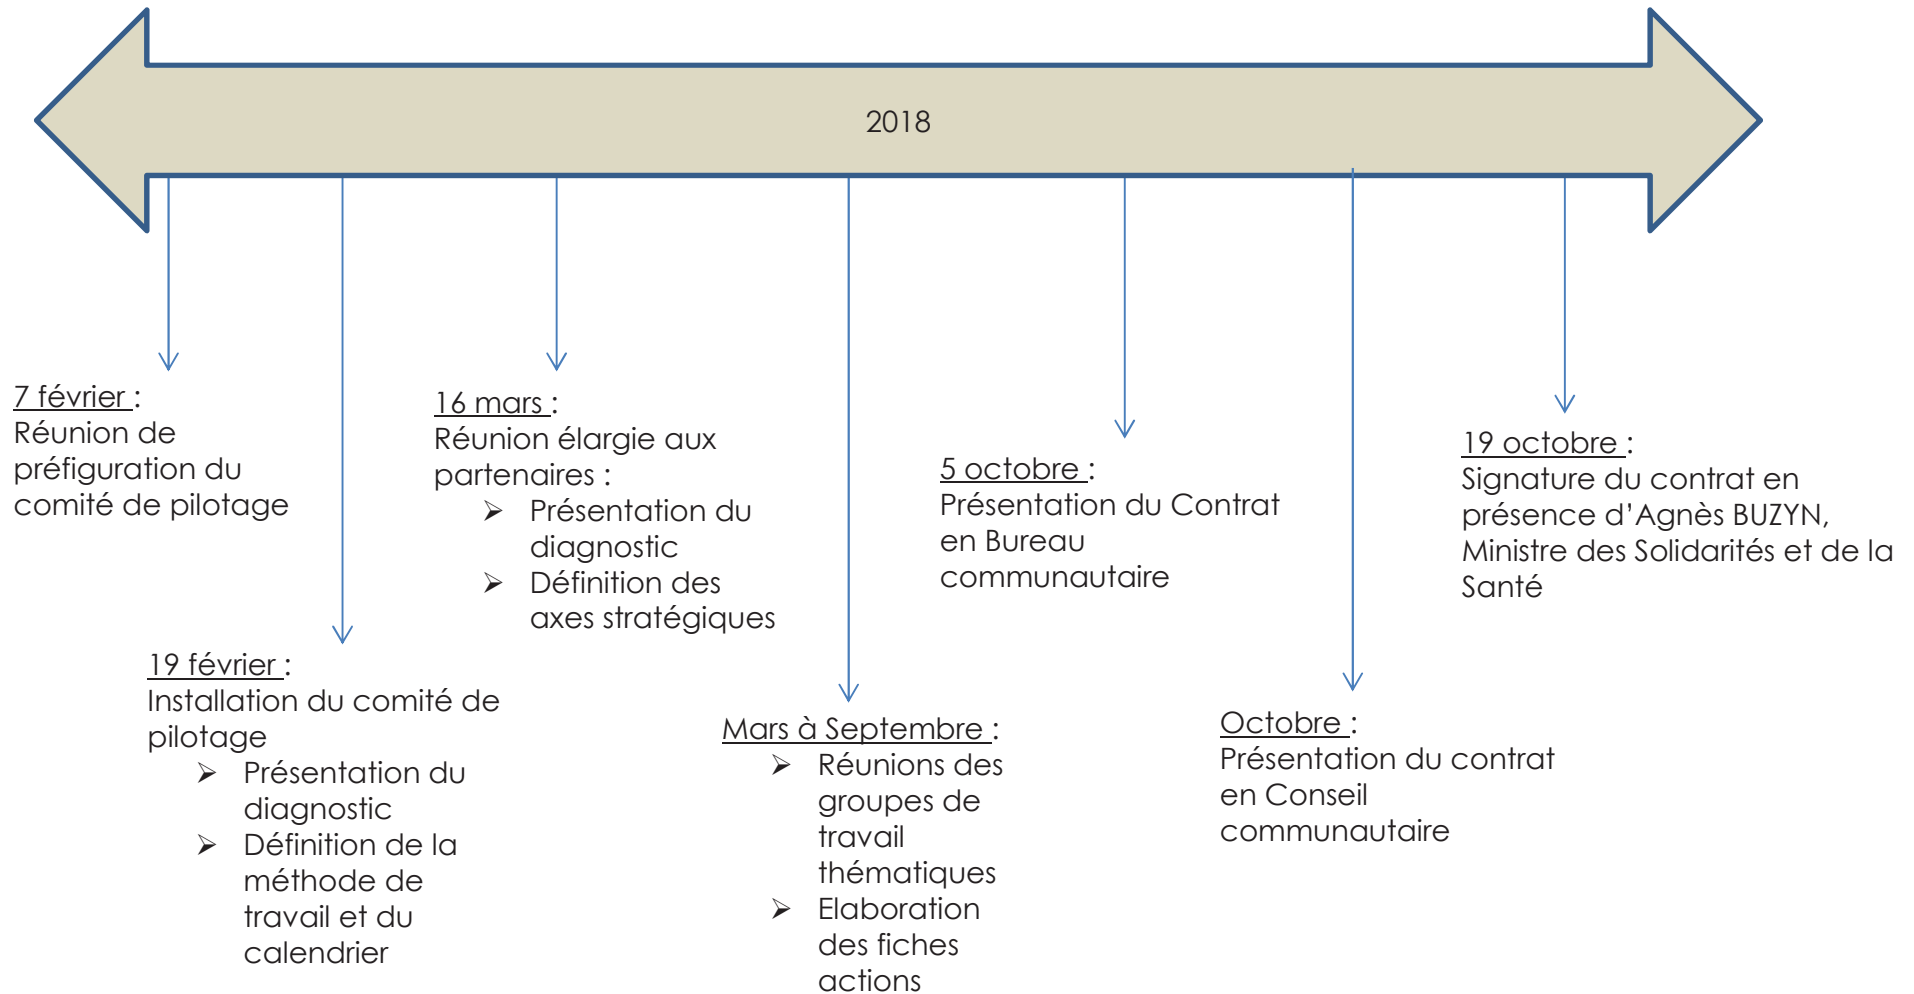 2018
7 février :
Réunion de
préfiguration du
comité de pilotage
19 février :
Installation du comité de
pilotage
➢ Présentation du
diagnostic
➢ Définition de la
méthode de
travail et du
calendrier
16 mars :
Réunion élargie aux
partenaires :
➢ Présentation du
diagnostic
➢ Définition des
axes stratégiques
Mars à Septembre :
➢ Réunions des
groupes de
travail
thématiques
➢ Elaboration
des fiches
actions
5 octobre :
Présentation du Contrat
en Bureau
communautaire
Octobre :
Présentation du contrat
en Conseil
communautaire
19 octobre :
Signature du contrat en
présence d’Agnès BUZYN,
Ministre des Solidarités et de la
Santé